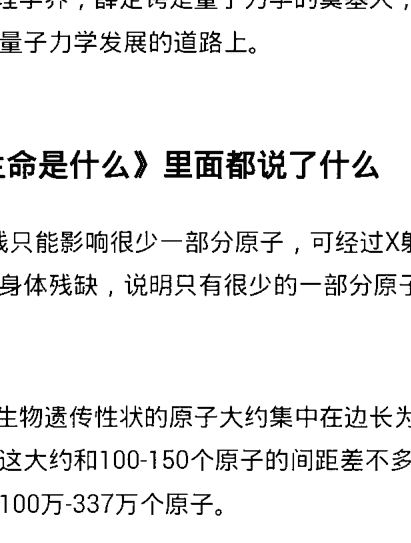 薛定谔是量子力学的奠基人，
量子力学发展的道路上。
命是什么》里面都说了什么
只能影响很少一部分原子，可经过X
身体残缺，说明只有很少的一部分原子
生物遗传性状的原子大约集中在边长为
这大约和100-150个原子的间距差不多
100万-337万个原子。